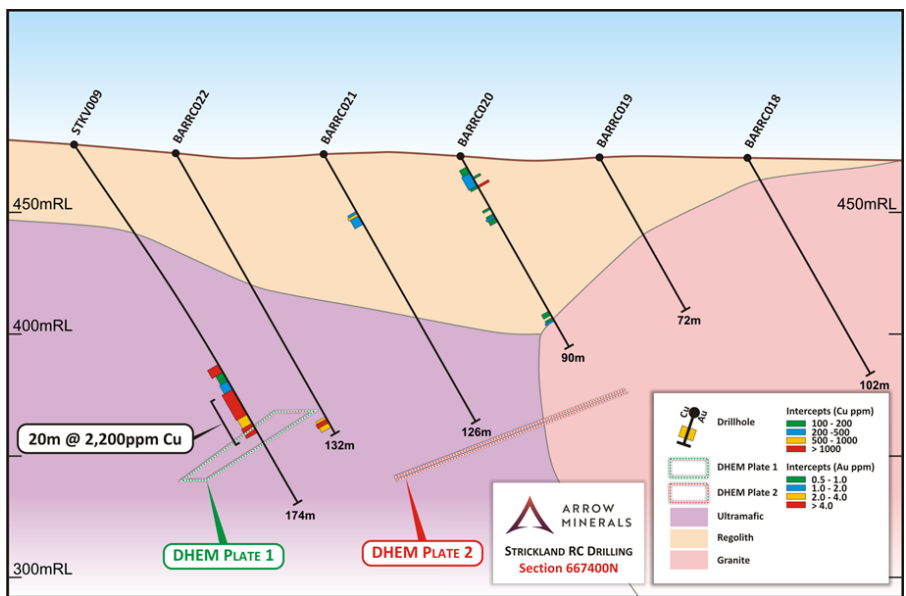 STKV009
BARRC022
BARRC021
BARRC020
BARRC019
BARRC018
450mRL
450mRL
400mRL
300mRL
72m
90m
102m
126m
132m
174m
20m @ 2,200ppm Cu
DHEM PLATE 1
DHEM PLATE 2
ARROW
MINERALS
STRICKLAND RC DRILLING
Section 667400N
Cu
Au
Drillhole
DHEM PLATE 1
DHEM PLATE 2
Ultramafic
Regolith
Granite
Intercepts (Cu ppm)
100 - 200
200 -500
500 - 1000
> 1000
Intercepts (Au ppm)
0.5 - 1.0
1.0 - 2.0
2.0 - 4.0
> 4.0